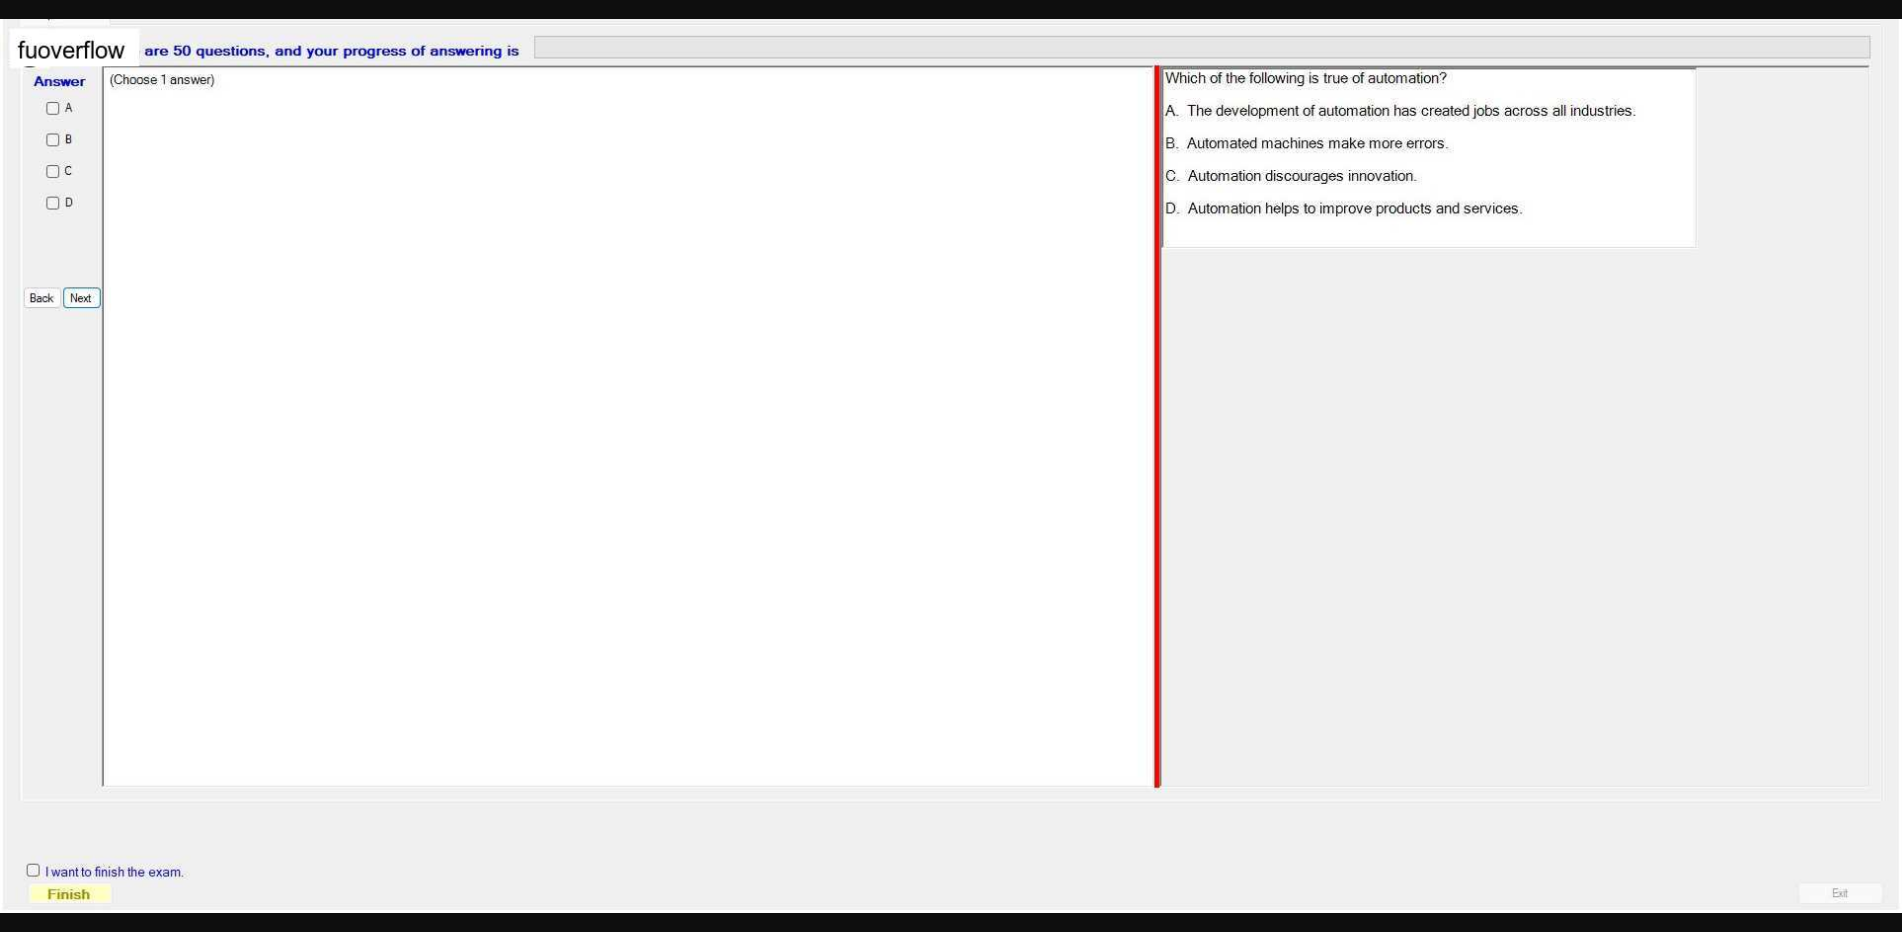 fuoverflow are 50 questions, and your progress of answering is
Answer
(Choose 1 answer)
A
B
C
D
Back Next
Which of the following is true of automation?
A. The development of automation has created jobs across all industries.
B. Automated machines make more errors.
C. Automation discourages innovation.
D. Automation helps to improve products and services.
I want to finish the exam.
Finish
Exit